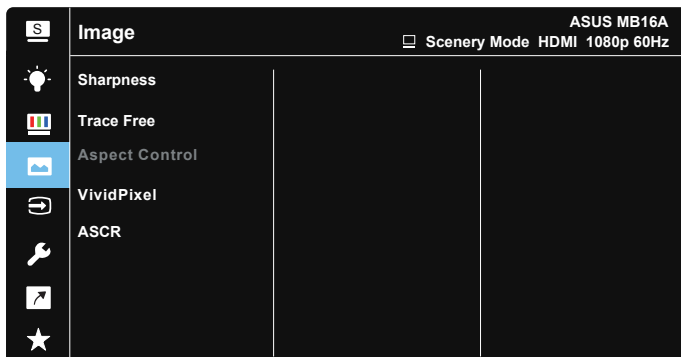 S
Image
ASUS MB16A
Scenery Mode HDMI 1080p 60Hz
Sharpness
Trace Free
Aspect Control
VividPixel
ASCR